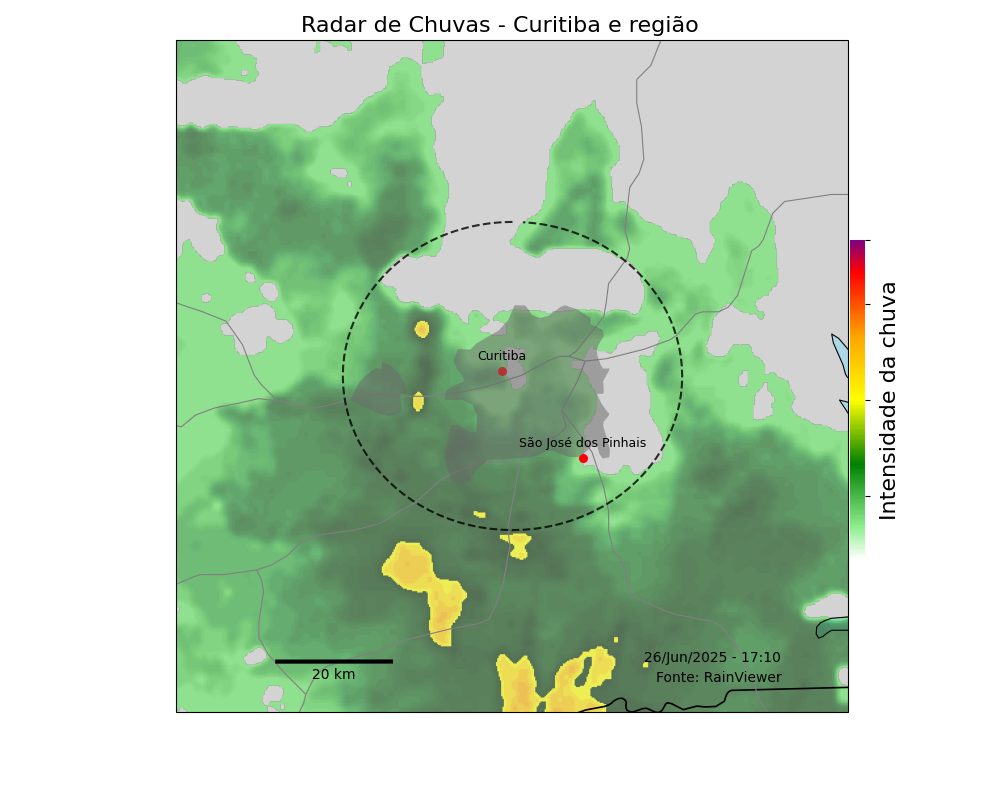 Radar de Chuvas - Curitiba e região
Curitiba
São José dos Pinhais
Intensidade da chuva
26/Jun/2025 - 17:10
Fonte: RainViewer
20 km